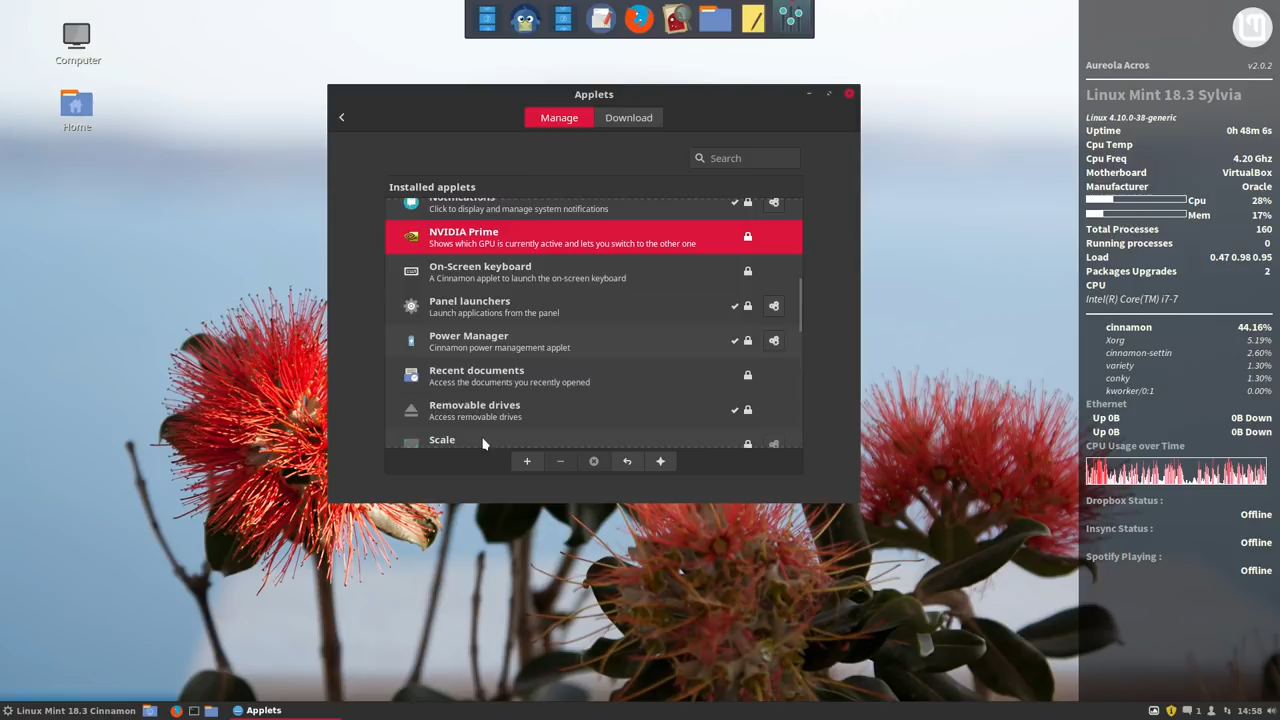 Computer
Home
Applets
Manage
Download
Search
Installed applets
Notifications
Click to display and manage system notifications
NVIDIA Prime
Shows which GPU is currently active and lets you switch to the other one
On-Screen keyboard
A Cinnamon applet to launch the on-screen keyboard
Panel launchers
Launch applications from the panel
Power Manager
Cinnamon power management applet
Recent documents
Access the documents you recently opened
Removable drives
Access removable drives
Scale
Aureola Acros v2.0.2
Linux Mint 18.3 Sylvia
Linux 4.10.0-38-generic
Uptime 0h 48m 6s
Cpu Temp
Cpu Freq 4.20 Ghz
Motherboard VirtualBox
Manufacturer Oracle
Cpu 28%
Mem 17%
Total Processes 160
Running processes 0
Load 0.47 0.98 0.95
Packages Upgrades 2
CPU
Intel(R) Core(TM) i7-7
cinnamon 44.16%
Xorg 5.19%
cinnamon-settin 2.60%
variety 1.30%
conky 1.30%
kworker/0:1 0.00%
Ethernet
Up 0B 0B Down
Up 0B 0B Down
CPU Usage over Time
Dropbox Status :
Offline
Insync Status :
Offline
Spotify Playing :
Offline
Linux Mint 18.3 Cinnamon
Applets
1
14:58